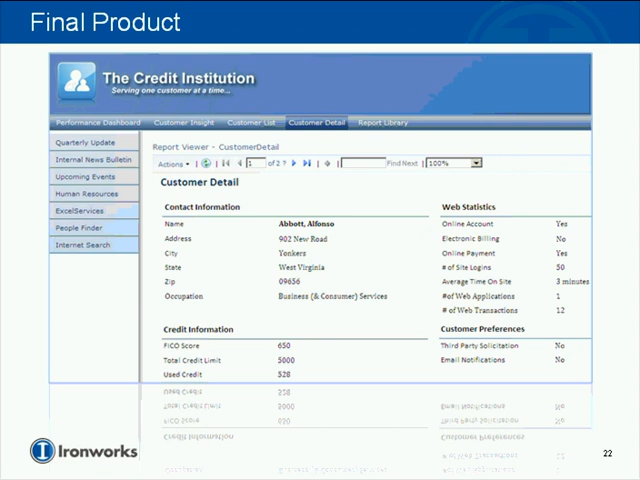 Final Product
The Credit Institution
Serving one customer at a time...
Performance Dashboard Customer Insight Customer List Customer Detail Report Library
Quarterly Update
Internal News Bulletin
Upcoming Events
Human Resources
ExcelServices
People Finder
Internet Search
Report Viewer - CustomerDetail
Actions 1 of 2 ? Find Next 100%
Customer Detail
Contact Information
Name Abbott, Alfonso
Address 902 New Road
City Yonkers
State West Virginia
Zip 09656
Occupation Business (& Consumer) Services
Web Statistics
Online Account Yes
Electronic Billing No
Online Payment Yes
# of Site Logins 50
Average Time On Site 3 minutes
#of Web Applications 1
# of Web Transactions 12
Credit Information
FICO Score 650
Total Credit Limit 5000
Used Credit 528
Customer Preferences
Third Party Solicitation No
Email Notifications No
Ironworks
22